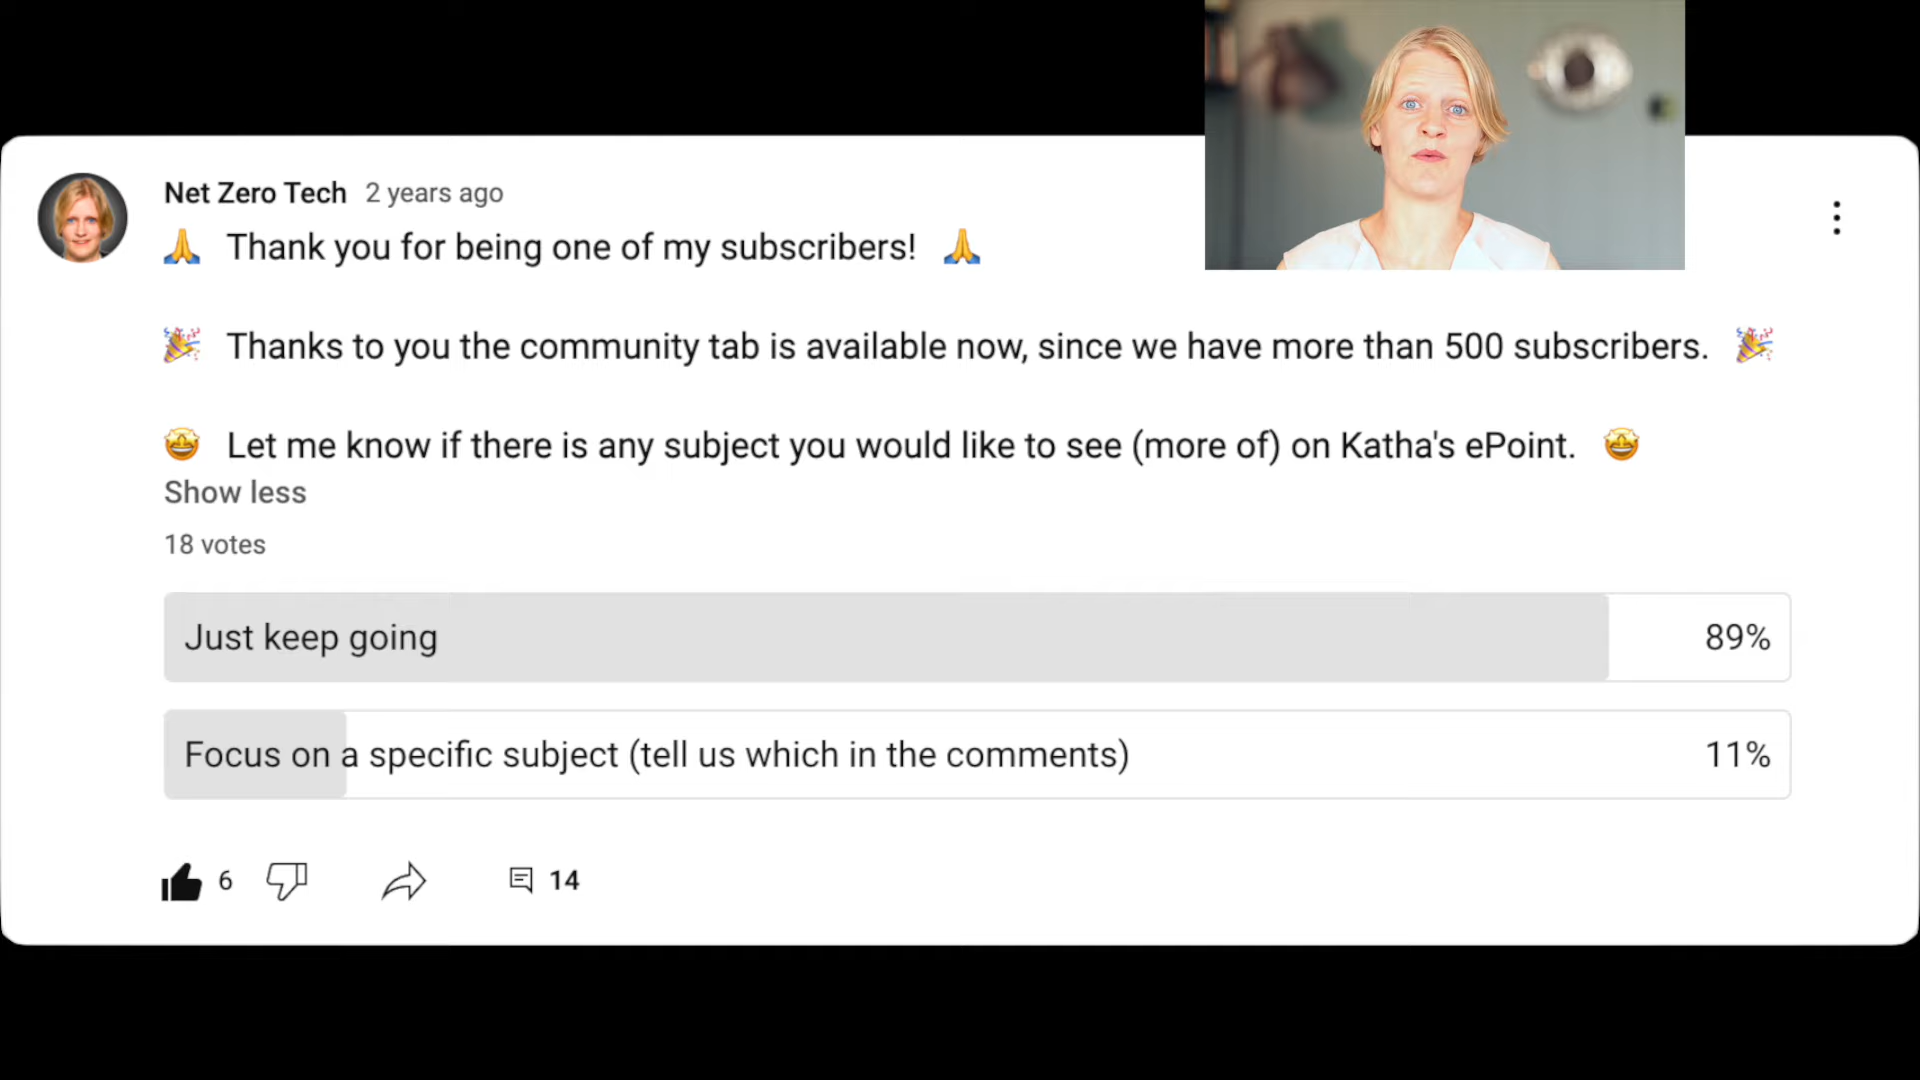 Net Zero Tech 2 years ago
🙏 Thank you for being one of my subscribers! 🙏
🎉 Thanks to you the community tab is available now, since we have more than 500 subscribers. 🎉
🤩 Let me know if there is any subject you would like to see (more of) on Katha's ePoint. 🤩
Show less
18 votes
Just keep going 89%
Focus on a specific subject (tell us which in the comments) 11%
6 14